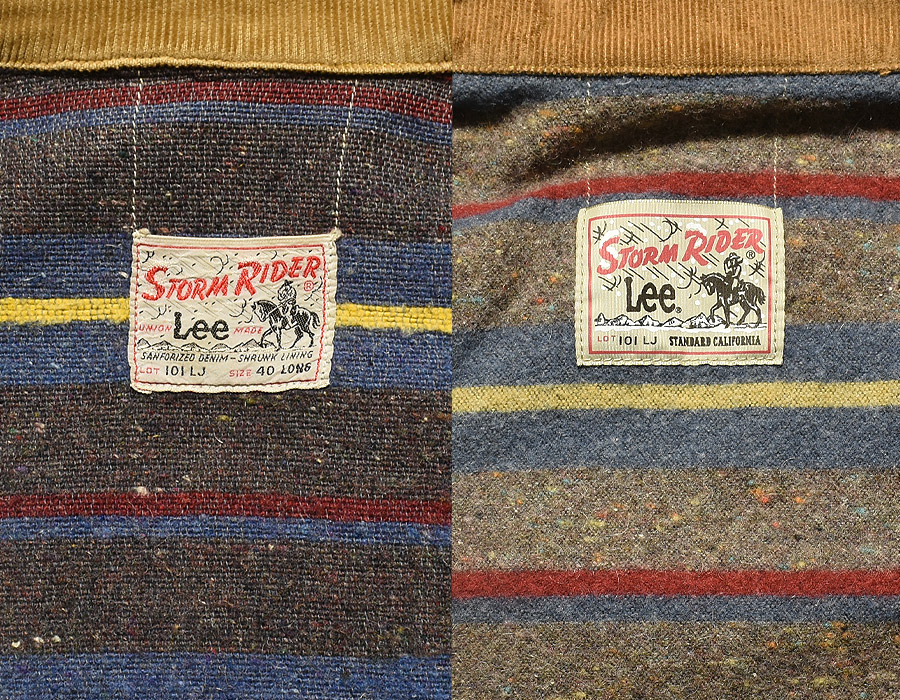 STORM RIDER
®
UNION Lee MADE
SANFORIZED DENIM - SHRUNK LINING
LOT 101 LJ SIZE 40 LONG
STORM RIDER
®
Lee®
LOT 101 LJ STANDARD CALIFORNIA